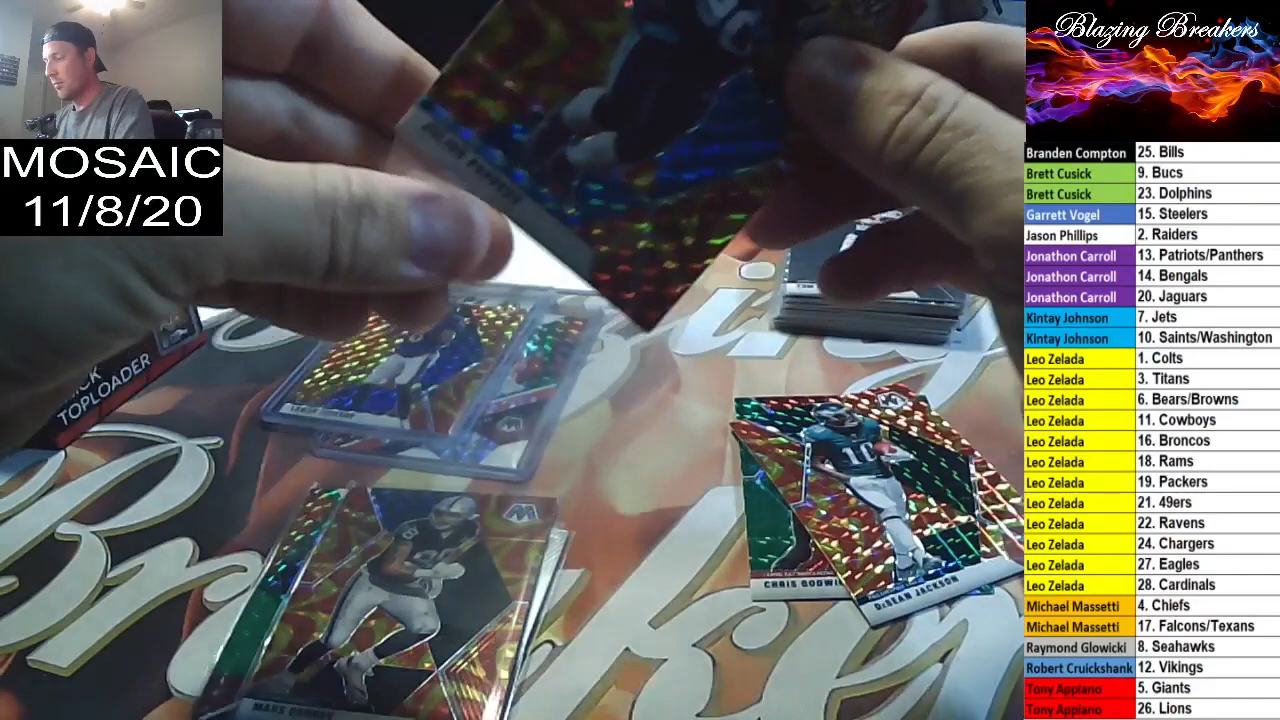 MOSAIC
11/8/20
Blazing Breakers
Branden Compton 25. Bills
Brett Cusick 9. Bucs
Brett Cusick 23. Dolphins
Garrett Vogel 15. Steelers
Jason Phillips 2. Raiders
Jonathon Carroll 13. Patriots/Panthers
Jonathon Carroll 14. Bengals
Jonathon Carroll 20. Jaguars
Kintay Johnson 7. Jets
Kintay Johnson 10. Saints/Washington
Leo Zelada 1. Colts
Leo Zelada 3. Titans
Leo Zelada 6. Bears/Browns
Leo Zelada 11. Cowboys
Leo Zelada 16. Broncos
Leo Zelada 18. Rams
Leo Zelada 19. Packers
Leo Zelada 21. 49ers
Leo Zelada 22. Ravens
Leo Zelada 24. Chargers
Leo Zelada 27. Eagles
Leo Zelada 28. Cardinals
Michael Massetti 4. Chiefs
Michael Massetti 17. Falcons/Texans
Raymond Glowicki 8. Seahawks
Robert Cruickshank 12. Vikings
Tony Appiano 5. Giants
Tony Appiano 26. Lions
TOPLOADER
CHRIS GODWIN
DeSEAN JACKSON